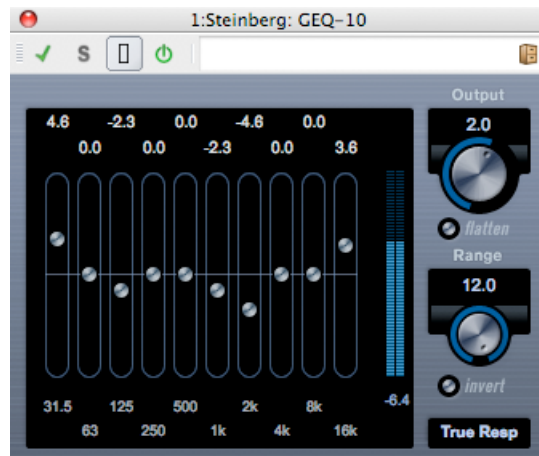 1:Steinberg: GEQ-10
S
Output
4.6 -2.3 0.0 -4.6 0.0
2.0
0.0 0.0 -2.3 0.0 3.6
flatten
Range
12.0
invert
-6.4
31.5 125 500 2k 8k
63 250 1k 4k 16k
True Resp